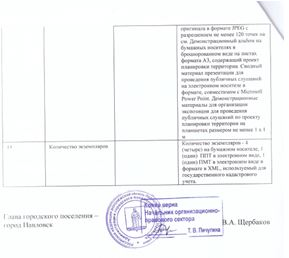 оригинала в формате JPEG с
разрешением не менее 120 точек на
см. Демонстрационный альбом на
бумажных носителях в
брошюрованном виде на листах
формата А3, содержащий проект
планировки территории. Сводный
материал презентации для
проведения публичных слушаний
на электронном носителе в
формате, совместимом с Microsoft
Power Point. Демонстрационные
материалы для организации
экспозиции для проведения
публичных слушаний по проекту
планировки территории на
планшетах размером не менее 1 х 1
м
Количество экземпляров
Количество экземпляров - 4
(четыре) на бумажном носителе, 1
(один) ППТ в электронном виде, 1
(один) ПМТ в электронном виде
в формате в XML, используемый для
государственного кадастрового
учета.
Копия верна
Начальник организационно-
правового сектора
Т. В. Пичугина
Глава городского поселения –
город Павловск
В.А. Щербаков